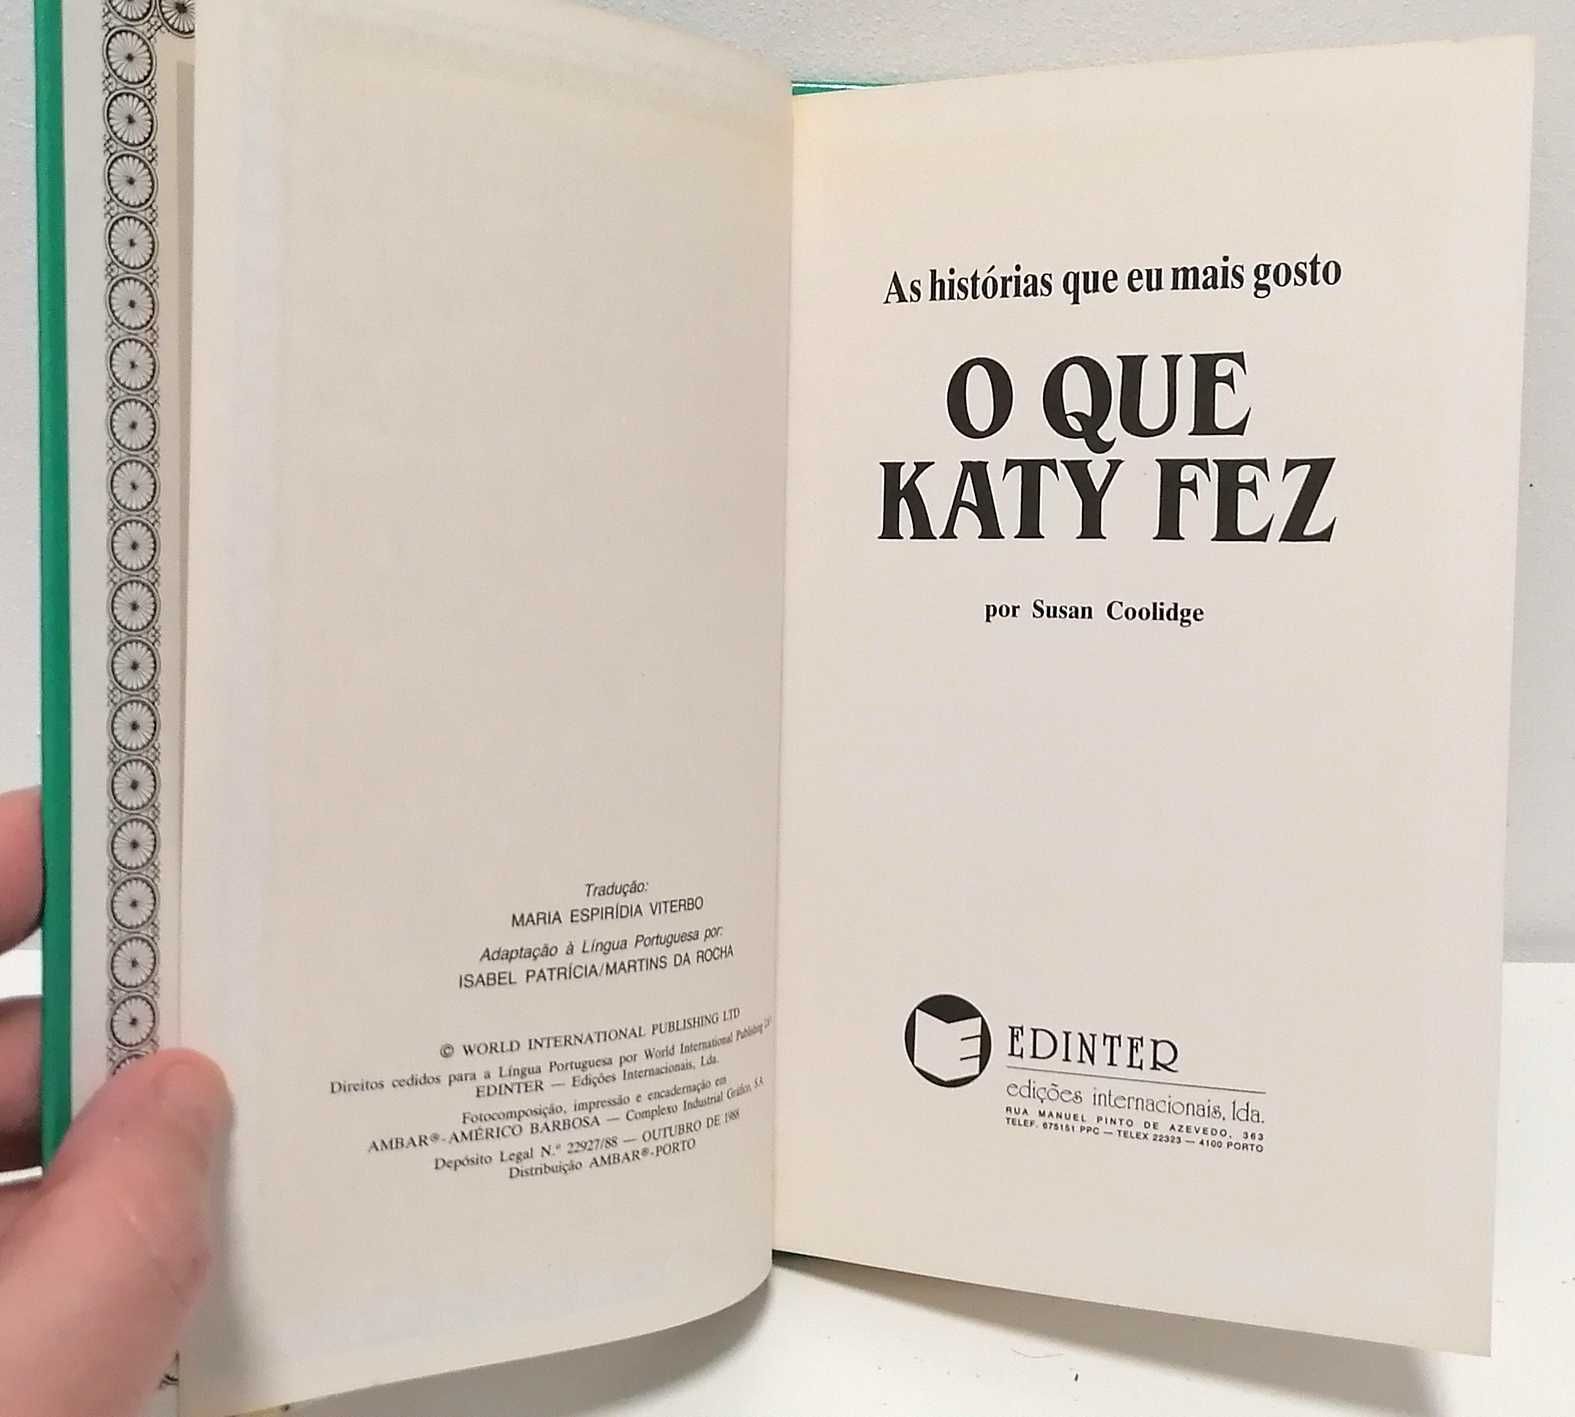 Tradução:
MARIA ESPIRÍDIA VITERBO
Adaptação à Língua Portuguesa por:
ISABEL PATRÍCIA/MARTINS DA ROCHA
© WORLD INTERNATIONAL PUBLISHING LTD
Direitos cedidos para a Língua Portuguesa por World International Publishing
EDINTER — Edições Internacionais, Lda.
Fotocomposição, impressão e encadernação em
AMBAR®-AMÉRICO BARBOSA — Complexo Industrial Gráfico, S.A.
Depósito Legal N.º 22927/88 — OUTUBRO DE 1988
Distribuição AMBAR®-PORTO
As histórias que eu mais gosto
O QUE
KATY FEZ
por Susan Coolidge
EDINTER
edições internacionais, lda.
RUA MANUEL PINTO DE AZEVEDO, 363
TELEF. 675151 PPC — TELEX 22323 — 4100 PORTO